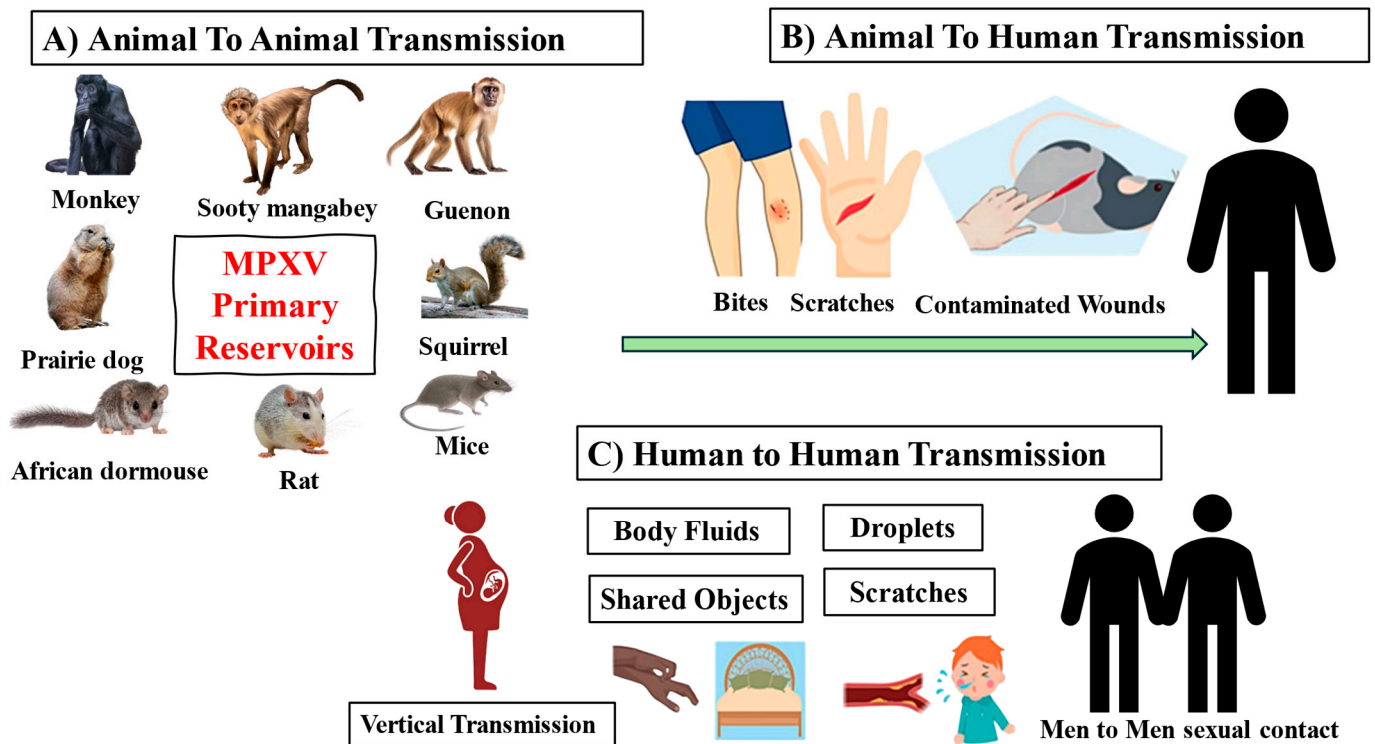 A) Animal To Animal Transmission
Monkey
Sooty mangabey
Guenon
MPXV
Primary
Reservoirs
Prairie dog
Squirrel
African dormouse
Rat
Mice
B) Animal To Human Transmission
Bites
Scratches
Contaminated Wounds
C) Human to Human Transmission
Body Fluids
Droplets
Shared Objects
Scratches
Vertical Transmission
Men to Men sexual contact